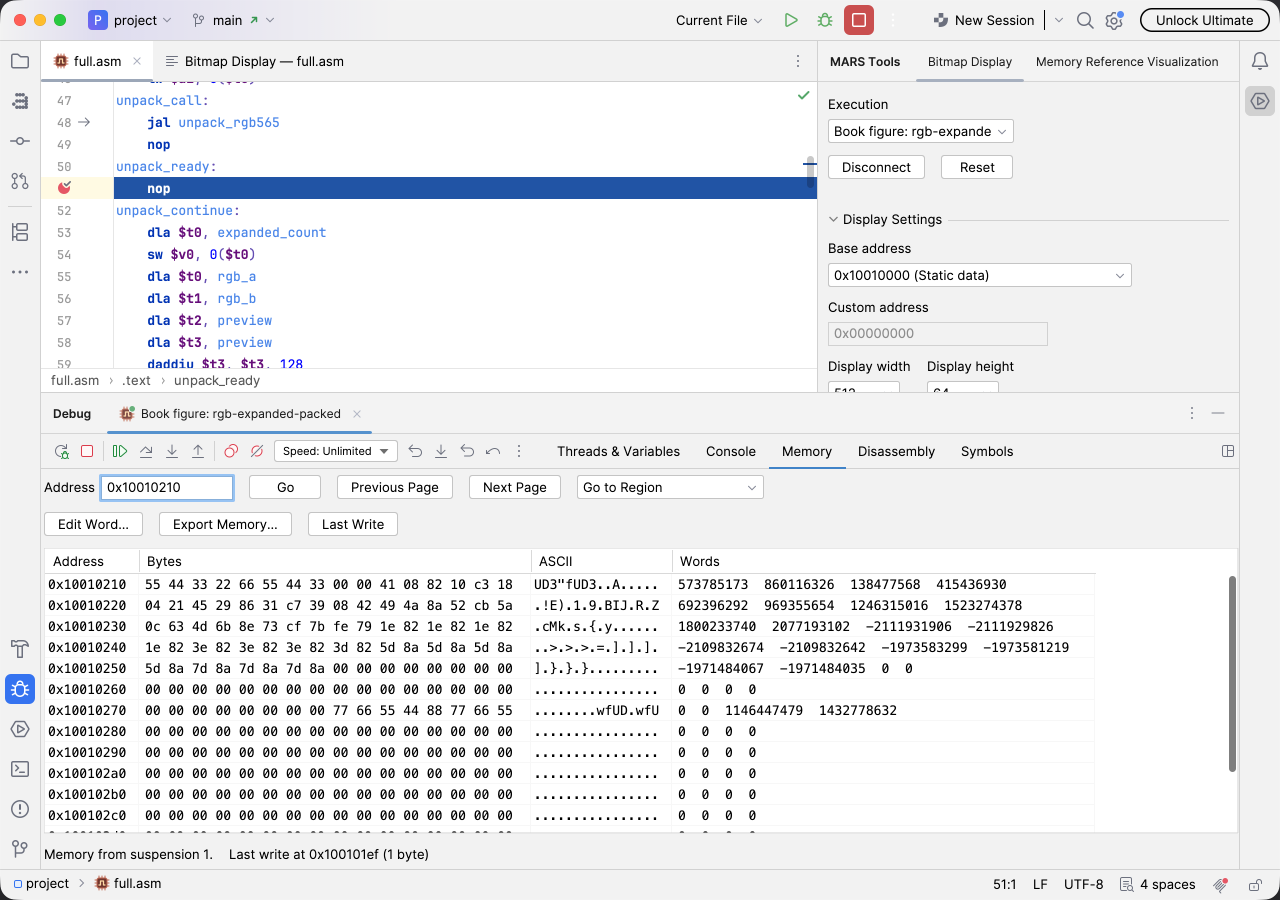 P project main Current File New Session Unlock Ultimate
full.asm Bitmap Display — full.asm
47 unpack_call:
48 jal unpack_rgb565
49 nop
50 unpack_ready:
nop
52 unpack_continue:
53 dla $t0, expanded_count
54 sw $v0, 0($t0)
55 dla $t0, rgb_a
56 dla $t1, rgb_b
57 dla $t2, preview
58 dla $t3, preview
59 daddiu $t3, $t3, 128
full.asm › .text › unpack_ready
MARS Tools Bitmap Display Memory Reference Visualization
Execution
Book figure: rgb-expande
Disconnect Reset
Display Settings
Base address
0x10010000 (Static data)
Custom address
0x00000000
Display width Display height
512 64
Debug Book figure: rgb-expanded-packed
Speed: Unlimited Threads & Variables Console Memory Disassembly Symbols
Address 0x10010210 Go Previous Page Next Page Go to Region
Edit Word... Export Memory... Last Write
Address Bytes ASCII Words
0x10010210 55 44 33 22 66 55 44 33 00 00 41 08 82 10 c3 18 UD3"fUD3..A..... 573785173 860116326 138477568 415436930
0x10010220 04 21 45 29 86 31 c7 39 08 42 49 4a 8a 52 cb 5a .!E).1.9.BIJ.R.Z 692396292 969355654 1246315016 1523274378
0x10010230 0c 63 4d 6b 8e 73 cf 7b fe 79 1e 82 1e 82 1e 82 .cMk.s.{.y...... 1800233740 2077193102 −2111931906 −2111929826
0x10010240 1e 82 3e 82 3e 82 3e 82 3d 82 5d 8a 5d 8a 5d 8a ..>.>.>.=.].].]. −2109832674 −2109832642 −1973583299 −1973581219
0x10010250 5d 8a 7d 8a 7d 8a 7d 8a 00 00 00 00 00 00 00 00 ].}.}.}......... −1971484067 −1971484035 0 0
0x10010260 00 00 00 00 00 00 00 00 00 00 00 00 00 00 00 00 ................ 0 0 0 0
0x10010270 00 00 00 00 00 00 00 00 77 66 55 44 88 77 66 55 ........wfUD.wfU 0 0 1146447479 1432778632
0x10010280 00 00 00 00 00 00 00 00 00 00 00 00 00 00 00 00 ................ 0 0 0 0
0x10010290 00 00 00 00 00 00 00 00 00 00 00 00 00 00 00 00 ................ 0 0 0 0
0x100102a0 00 00 00 00 00 00 00 00 00 00 00 00 00 00 00 00 ................ 0 0 0 0
0x100102b0 00 00 00 00 00 00 00 00 00 00 00 00 00 00 00 00 ................ 0 0 0 0
0x100102c0 00 00 00 00 00 00 00 00 00 00 00 00 00 00 00 00 ................ 0 0 0 0
Memory from suspension 1. Last write at 0x100101ef (1 byte)
project › full.asm 51:1 LF UTF-8 4 spaces